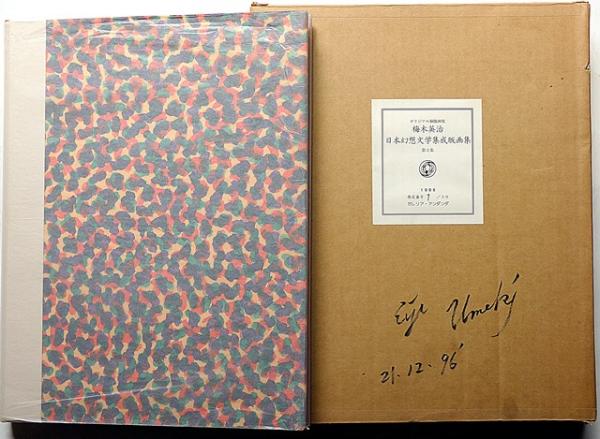 オリジナル銅版画集
梅木英治
日本幻想文学集成版画集
1996
ガレリア・アンダンテ
Eiji Umeki
21.12.96